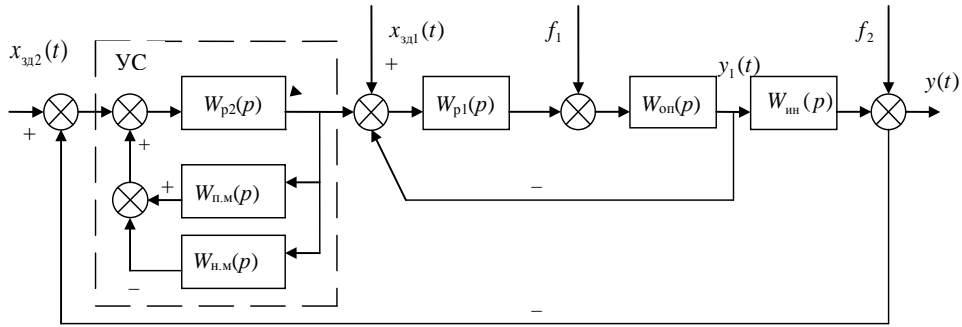 x_зд2(t)
УС
x_зд1(t)
f_1
f_2
+
y_1(t)
y(t)
W_р2(p)
W_р1(p)
W_оп(p)
W_ин(p)
+
+
+
W_п.м(p)
−
W_н.м(p)
−
−